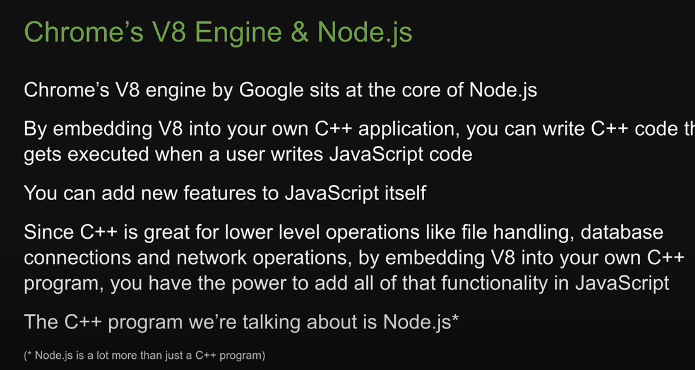 Chrome's V8 Engine & Node.js
Chrome's V8 engine by Google sits at the core of Node.js
By embedding V8 into your own C++ application, you can write C++ code
gets executed when a user writes JavaScript code
You can add new features to JavaScript itself
Since C++ is great for lower level operations like file handling, database
connections and network operations, by embedding V8 into your own C++
program, you have the power to add all of that functionality in JavaScript
The C++ program we're talking about is Node.js*
(* Node.js is a lot more than just a C++ program)